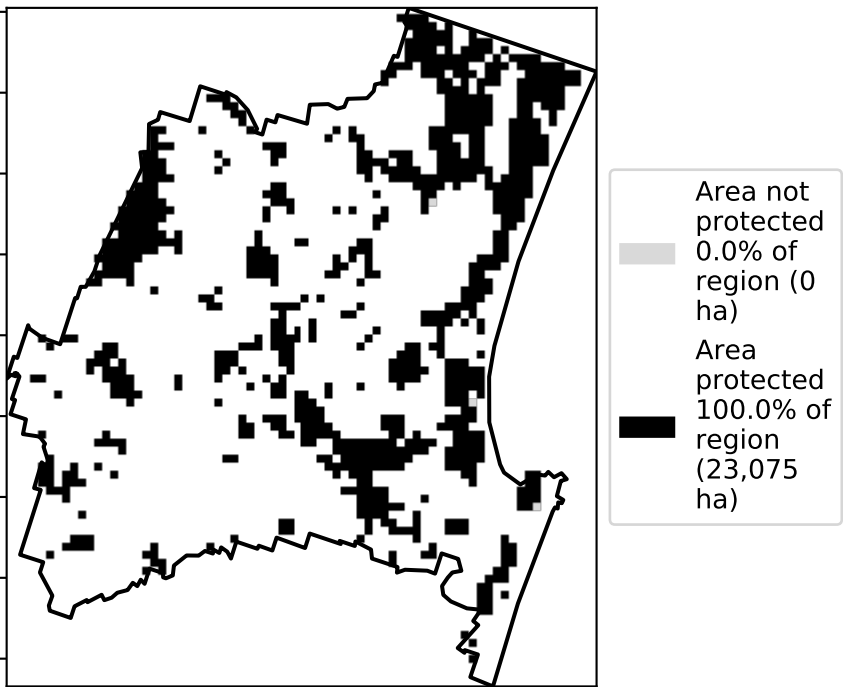 Area not
protected
0.0% of
region (0
ha)
Area
protected
100.0% of
region
(23,075
ha)